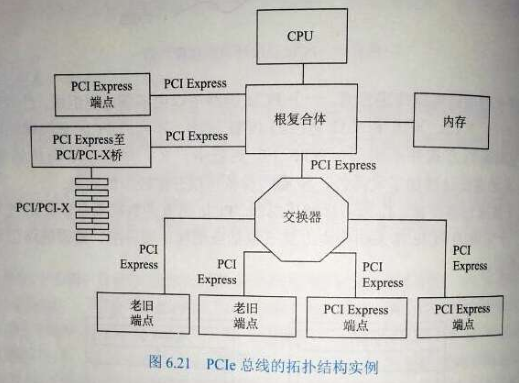 CPU
PCI Express
端点
PCI Express
根复合体
内存
PCI Express至
PCI/PCI-X桥
PCI Express
PCI Express
PCI/PCI-X
交换器
PCI
Express
PCI
Express
PCI
Express
PCI
Express
老旧
端点
老旧
端点
PCI Express
端点
PCI Express
端点
图 6.21 PCIe 总线的拓扑结构实例